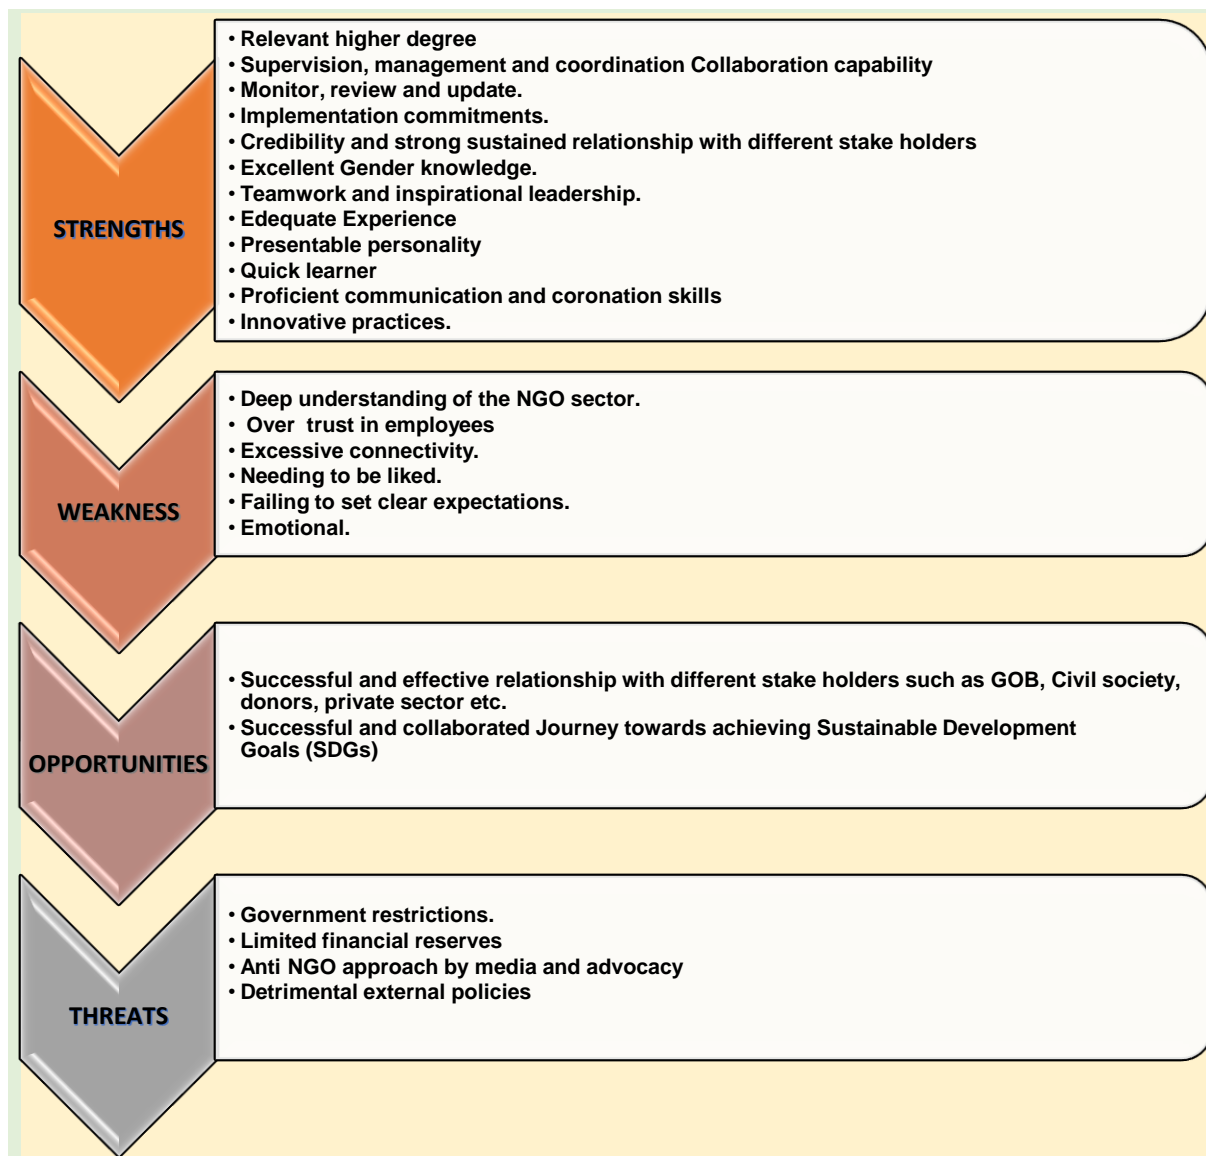 STRENGTHS
• Relevant higher degree
• Supervision, management and coordination Collaboration capability
• Monitor, review and update.
• Implementation commitments.
• Credibility and strong sustained relationship with different stake holders
• Excellent Gender knowledge.
• Teamwork and inspirational leadership.
• Edequate Experience
• Presentable personality
• Quick learner
• Proficient communication and coronation skills
• Innovative practices.
WEAKNESS
• Deep understanding of the NGO sector.
• Over trust in employees
• Excessive connectivity.
• Needing to be liked.
• Failing to set clear expectations.
• Emotional.
OPPORTUNITIES
• Successful and effective relationship with different stake holders such as GOB, Civil society,
donors, private sector etc.
• Successful and collaborated Journey towards achieving Sustainable Development
Goals (SDGs)
THREATS
• Government restrictions.
• Limited financial reserves
• Anti NGO approach by media and advocacy
• Detrimental external policies